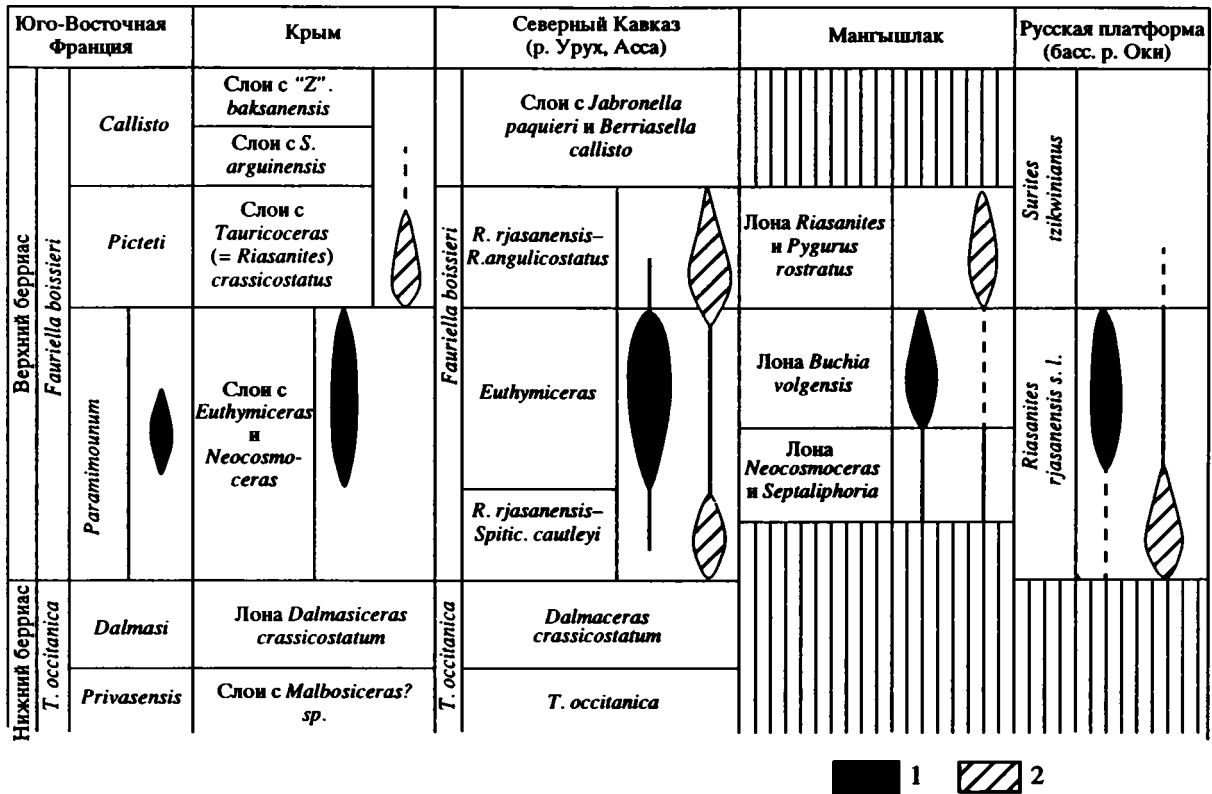 Юго-Восточная
Франция
Крым
Северный Кавказ
(р. Урух, Асса)
Мангышлак
Русская платформа
(басс. р. Оки)
Верхний берриас
Нижний берриас
Fauriella boissieri
T. occitanica
Callisto
Picteti
Paramimounum
Dalmasi
Privasensis
Слои с "Z".
baksanensis
Слои с S.
arguinensis
Слои с
Tauricoceras
(= Riasanites)
crassicostatus
Слои с
Euthymiceras
и
Neocosmo-
ceras
Лона Dalmasiceras
crassicostatum
Слои с Malbosiceras?
sp.
Fauriella boissieri
T. occitanica
Слои с Jabronella
paquieri и Berriasella
callisto
R. rjasanensis–
R.angulicostatus
Euthymiceras
R. rjasanensis–
Spitic. cautleyi
Dalmaceras
crassicostatum
T. occitanica
Лона Riasanites
и Pygurus
rostratus
Лона Buchia
volgensis
Лона
Neocosmoceras
и Septaliphoria
Surites
tzikwinianus
Riasanites
rjasanensis s. l.
1
2